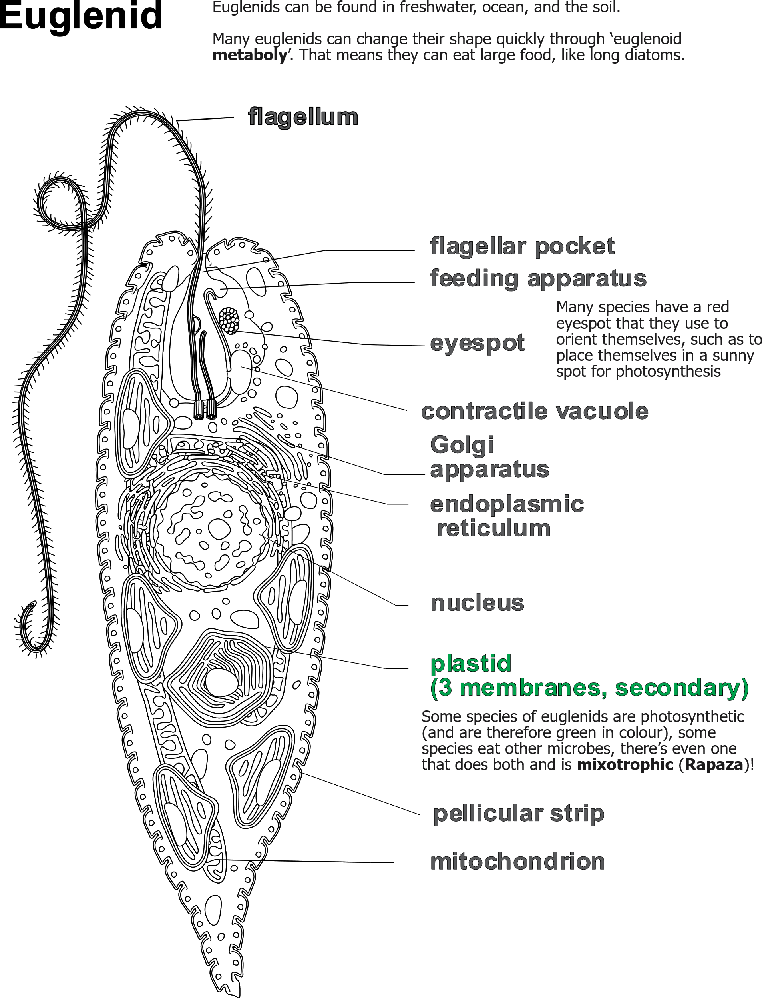 Euglenid
Euglenids can be found in freshwater, ocean, and the soil.
Many euglenids can change their shape quickly through ‘euglenoid
metaboly’. That means they can eat large food, like long diatoms.
flagellum
flagellar pocket
feeding apparatus
eyespot
Many species have a red
eyespot that they use to
orient themselves, such as to
place themselves in a sunny
spot for photosynthesis
contractile vacuole
Golgi
apparatus
endoplasmic
reticulum
nucleus
plastid
(3 membranes, secondary)
Some species of euglenids are photosynthetic
(and are therefore green in colour), some
species eat other microbes, there’s even one
that does both and is mixotrophic (Rapaza)!
pellicular strip
mitochondrion